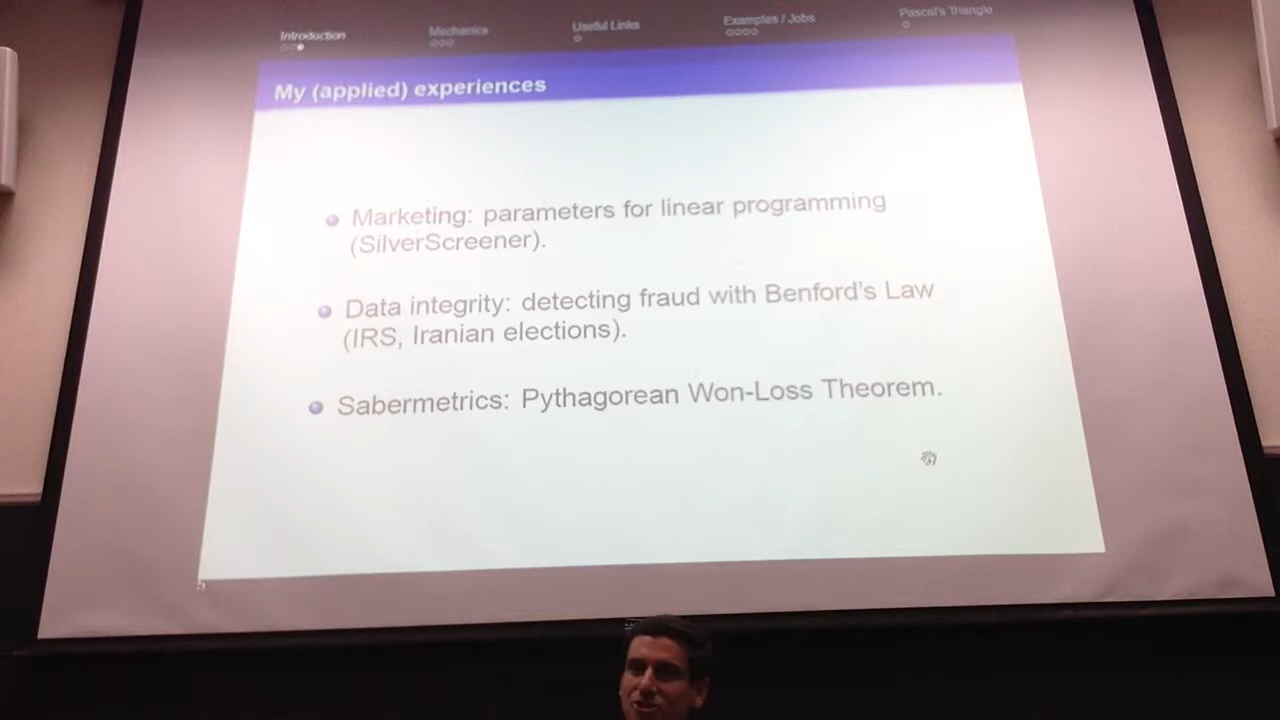 Introduction Mechanics Useful Links Examples / Jobs Pascal's Triangle
My (applied) experiences
Marketing: parameters for linear programming
(SilverScreener).
Data integrity: detecting fraud with Benford's Law
(IRS, Iranian elections).
Sabermetrics: Pythagorean Won-Loss Theorem.